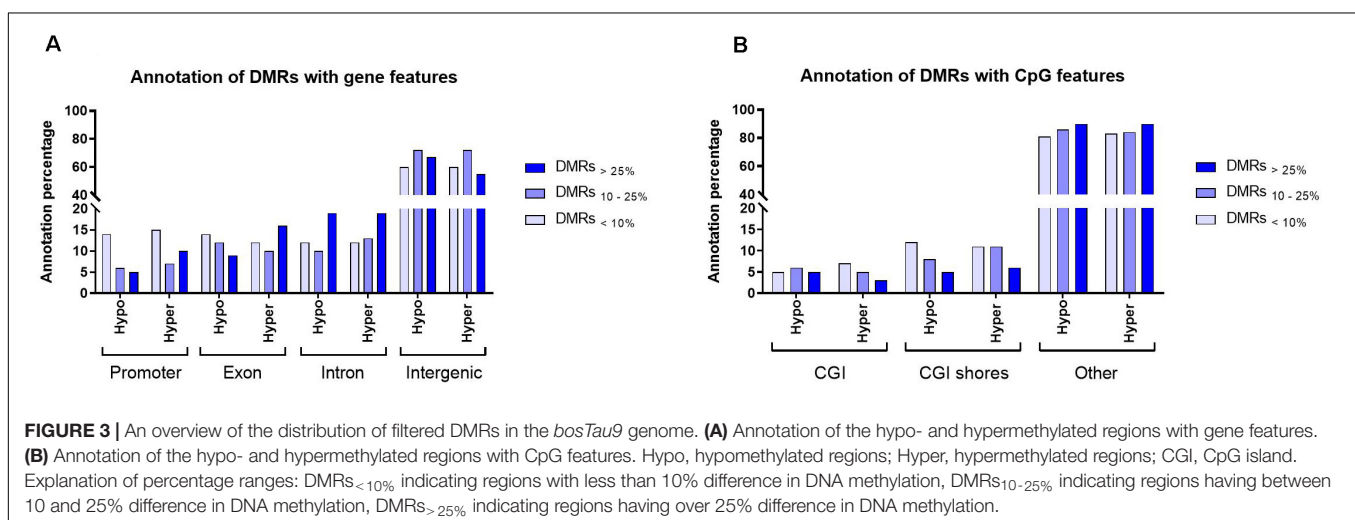 A
Annotation of DMRs with gene features
Annotation percentage
100
80
60
40
20
15
10
5
0
Hypo
Hyper
Hypo
Hyper
Hypo
Hyper
Hypo
Hyper
Promoter
Exon
Intron
Intergenic
DMRs > 25%
DMRs 10 - 25%
DMRs < 10%
B
Annotation of DMRs with CpG features
Annotation percentage
100
80
60
40
20
15
10
5
0
Hypo
Hyper
Hypo
Hyper
Hypo
Hyper
CGI
CGI shores
Other
DMRs > 25%
DMRs 10 - 25%
DMRs < 10%
FIGURE 3 | An overview of the distribution of filtered DMRs in the bosTau9 genome. (A) Annotation of the hypo- and hypermethylated regions with gene features.
(B) Annotation of the hypo- and hypermethylated regions with CpG features. Hypo, hypomethylated regions; Hyper, hypermethylated regions; CGI, CpG island.
Explanation of percentage ranges: DMRs<10% indicating regions with less than 10% difference in DNA methylation, DMRs10-25% indicating regions having between
10 and 25% difference in DNA methylation, DMRs>25% indicating regions having over 25% difference in DNA methylation.